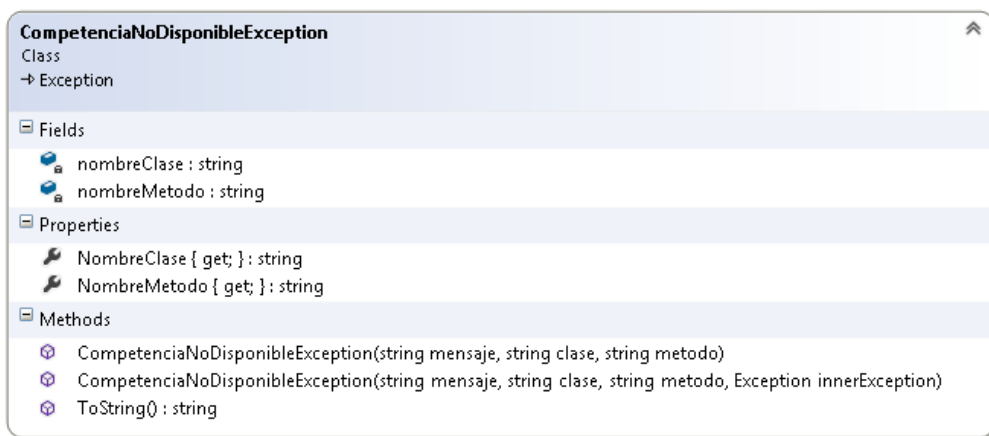 CompetenciaNoDisponibleException
Class
→ Exception
Fields
nombreClase : string
nombreMetodo : string
Properties
NombreClase { get; } : string
NombreMetodo { get; } : string
Methods
CompetenciaNoDisponibleException(string mensaje, string clase, string metodo)
CompetenciaNoDisponibleException(string mensaje, string clase, string metodo, Exception innerException)
ToString() : string